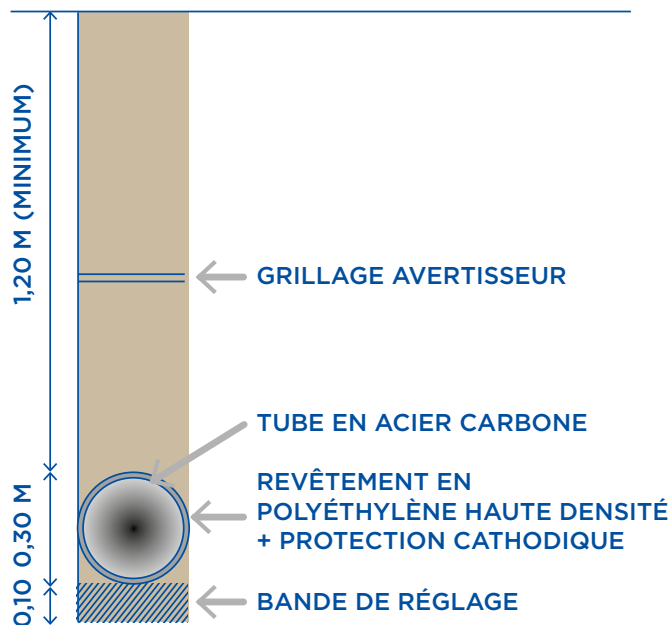 1,20 M (MINIMUM)
GRILLAGE AVERTISSEUR
TUBE EN ACIER CARBONE
0,30 M
REVÊTEMENT EN
POLYÉTHYLÈNE HAUTE DENSITÉ
+ PROTECTION CATHODIQUE
0,10
BANDE DE RÉGLAGE